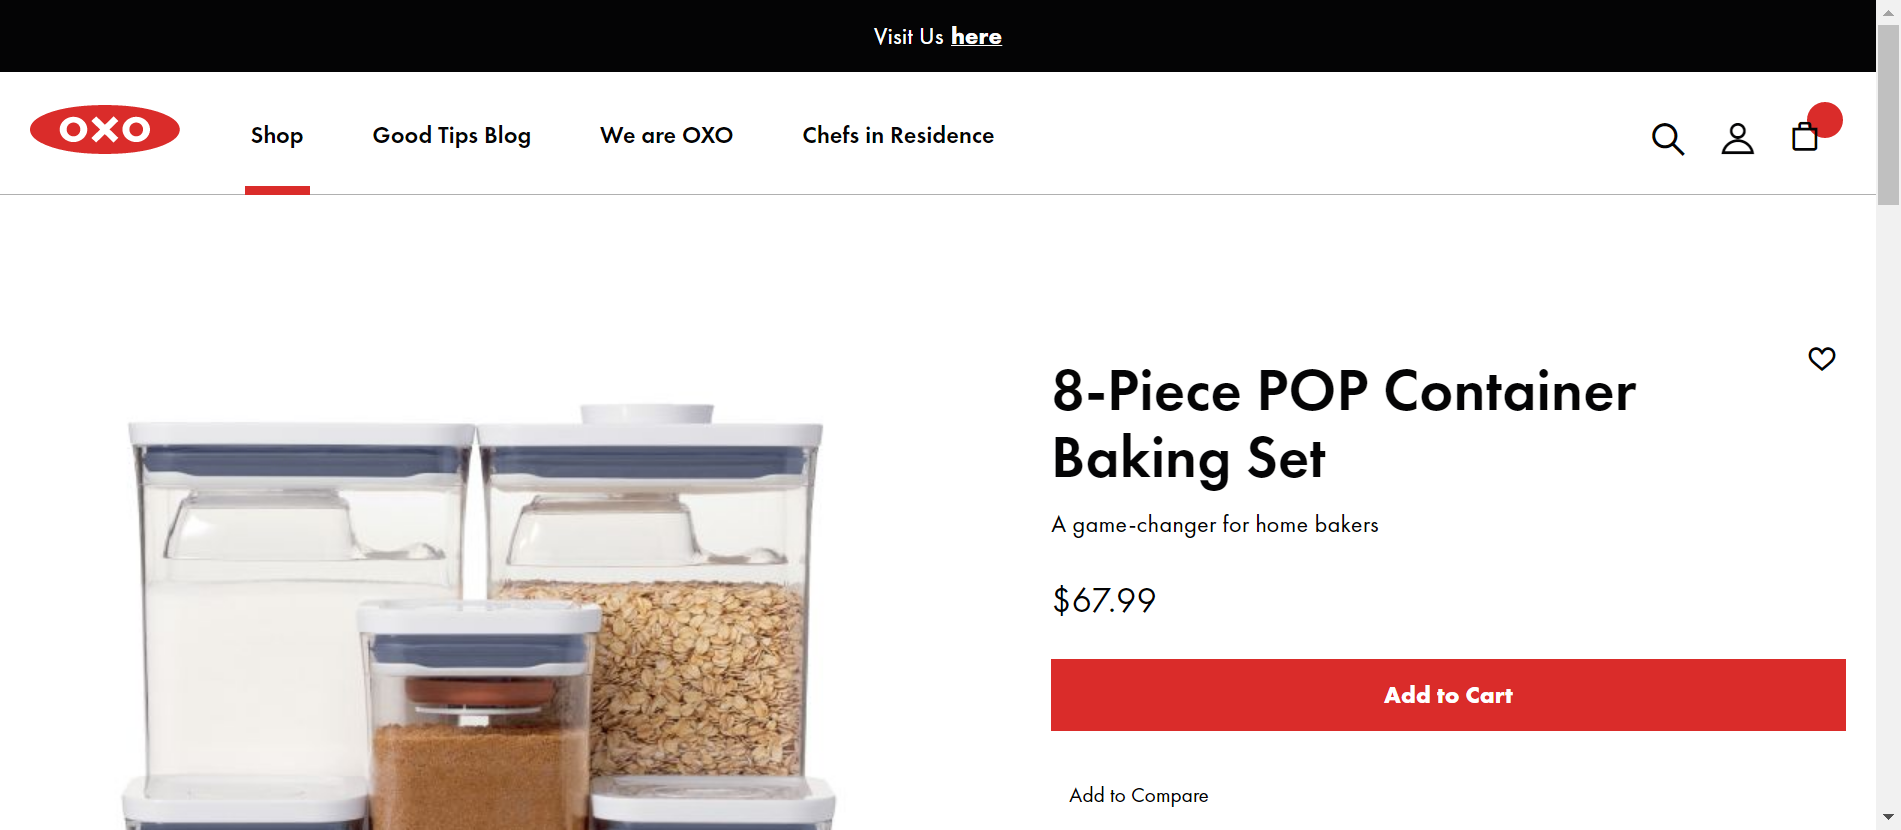 Visit Us here
OXO
Shop
Good Tips Blog
We are OXO
Chefs in Residence
8-Piece POP Container
Baking Set
A game-changer for home bakers
$67.99
Add to Cart
Add to Compare